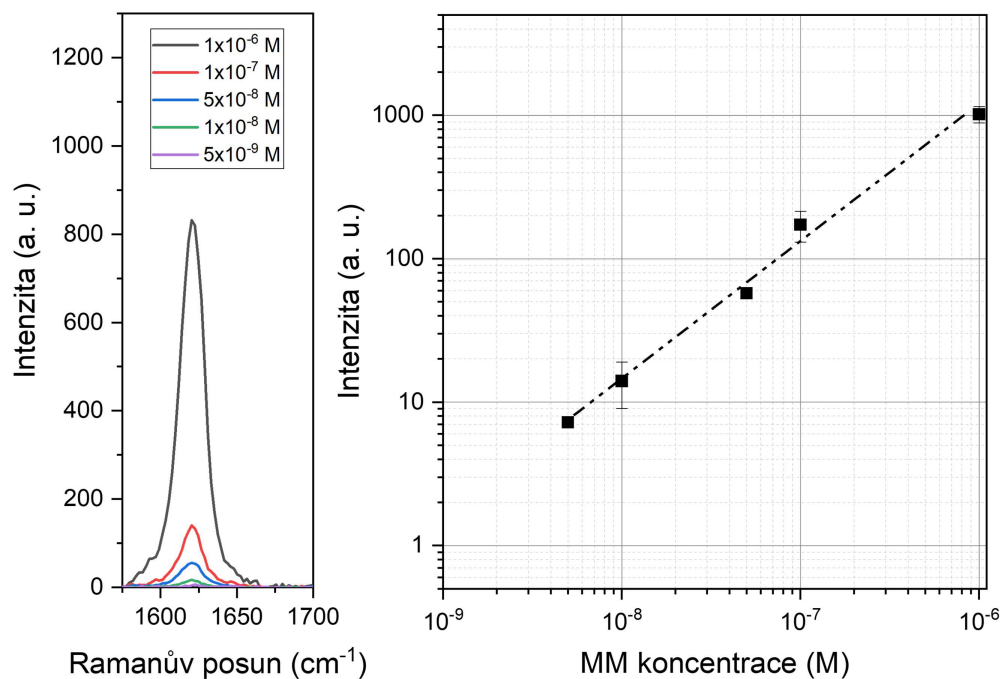 1x10⁻⁶ M
1x10⁻⁷ M
5x10⁻⁸ M
1x10⁻⁸ M
5x10⁻⁹ M
Intenzita (a. u.)
1200
1000
800
600
400
200
0
1600
1650
1700
Ramanův posun (cm⁻¹)
Intenzita (a. u.)
1000
100
10
1
10⁻⁹
10⁻⁸
10⁻⁷
10⁻⁶
MM koncentrace (M)